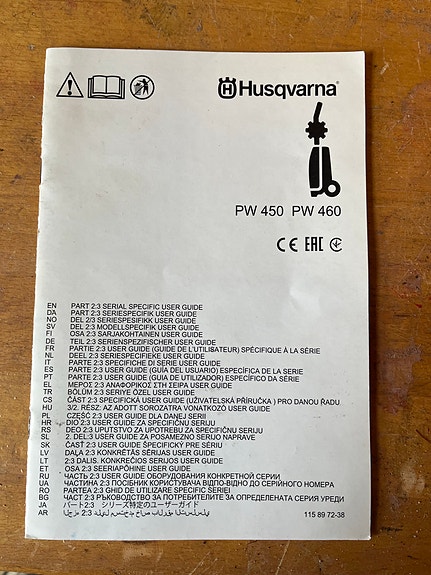 Husqvarna
PW 450 PW 460
CE EAC
EN PART 2:3 SERIAL SPECIFIC USER GUIDE
DA PART 2/3 SERIESPECIFIK USER GUIDE
NO DEL 2/3 SERIESPESIFIKK USER GUIDE
SV DEL 2:3 MODELLSPECIFIK USER GUIDE
FI OSA 2:3 SARJAKOHTAINEN USER GUIDE
DE TEIL 2:3 SERIENSPEZIFISCHER USER GUIDE
FR PARTIE 2:3 USER GUIDE (GUIDE DE L'UTILISATEUR) SPÉCIFIQUE À LA SÉRIE
NL DEEL 2:3 SERIESPECIFIEKE USER GUIDE
IT PARTE 2:3 SPECIFICHE DI SERIE USER GUIDE
ES PARTE 2:3 USER GUIDE (GUÍA DEL USUARIO) ESPECÍFICA DE LA SERIE
PT PARTE 2:3 USER GUIDE (GUIA DE UTILIZADOR) ESPECÍFICO DA SÉRIE
EL ΜΕΡΟΣ 2:3 ΑΝΑΦΟΡΙΚΟΣ ΣΤΗ ΣΕΙΡΑ USER GUIDE
TR BÖLÜM 2:3 SERIYE ÖZEL USER GUIDE
CS ČÁST 2:3 SPECIFICKÁ USER GUIDE (UŽIVATELSKÁ PŘÍRUČKA ) PRO DANOU ŘADU
HU 3/2. RÉSZ: AZ ADOTT SOROZATRA VONATKOZÓ USER GUIDE
PL CZĘŚĆ 2:3 USER GUIDE DLA DANEJ SERII
HR DIO 2:3 USER GUIDE ZA SPECIFIČNU SERIJU
RS DEO 2:3 UPUTSTVO ZA UPOTREBU ZA SPECIFIČNU SERIJU
SL 2. DEL:3 USER GUIDE ZA POSAMEZNO SERIJO NAPRAVE
SK ČASŤ 2:3 USER GUIDE ŠPECIFICKÝ PRE SÉRIU
LV DAĻA 2:3 KONKRĒTĀS SĒRIJAS USER GUIDE
LT 2:3 DALIS. KONKREČIOS SERIJOS USER GUIDE
ET OSA 2:3 SEERIAPÕHINE USER GUIDE
RU ЧАСТЬ 2:3 USER GUIDE ОБОРУДОВАНИЯ КОНКРЕТНОЙ СЕРИИ
UA ЧАСТИНА 2:3 ПОСІБНИК КОРИСТУВАЧА ВІДПО-ВІДНО ДО СЕРІЙНОГО НОМЕРА
RO PARTEA 2:3 GHID DE UTILIZARE SPECIFIC SERIEI
BG ЧАСТ 2:3 РЪКОВОДСТВО ЗА ПОТРЕБИТЕЛЯ ЗА ОПРЕДЕЛЕНАТА СЕРИЯ УРЕДИ
JA パート2:3 シリーズ特定のユーザーガイド
AR الجزء 2:3 دليل مستخدم خاص بالرقم التسلسلي
115 89 72-38